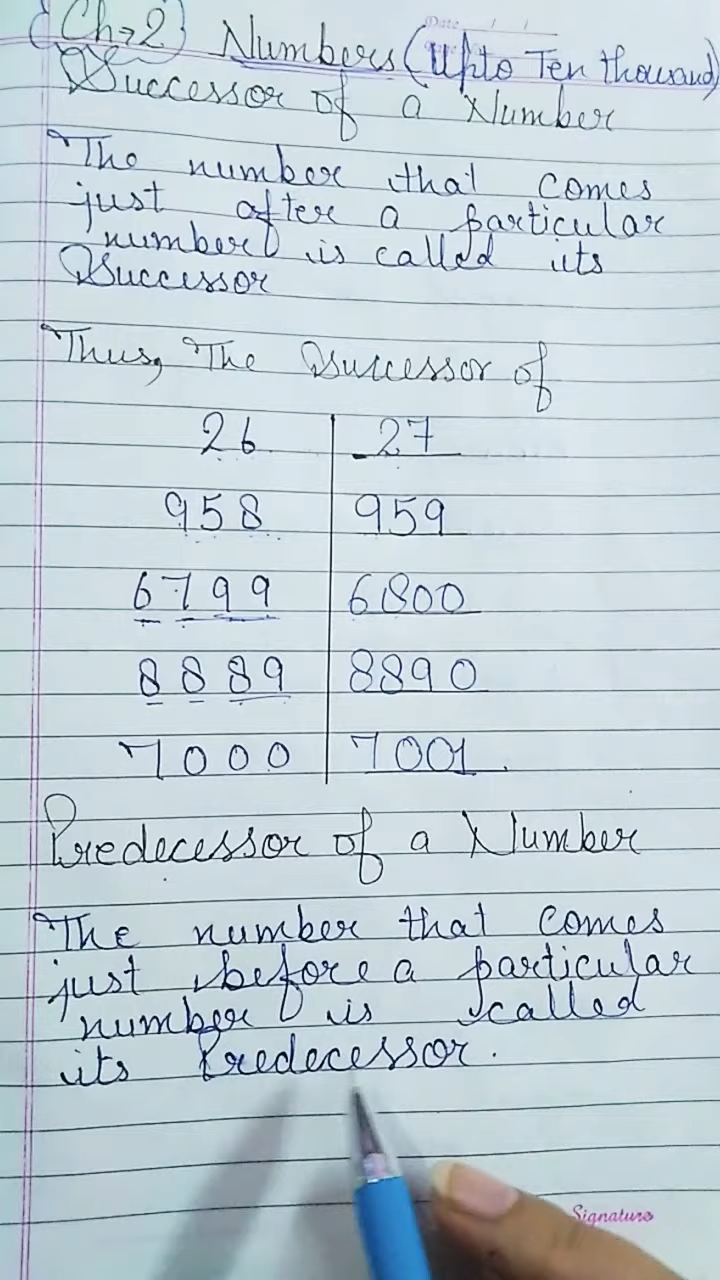 Date / /
Ch→2 Numbers (Upto Ten thousand)
Successor of a Number
The number that comes
just after a particular
number is called its
Successor
Thus, The Successor of
26 27
958 959
6799 6800
8889 8890
7000 7001
Predecessor of a Number
The number that comes
just before a particular
number is called
its Predecessor.
Signature